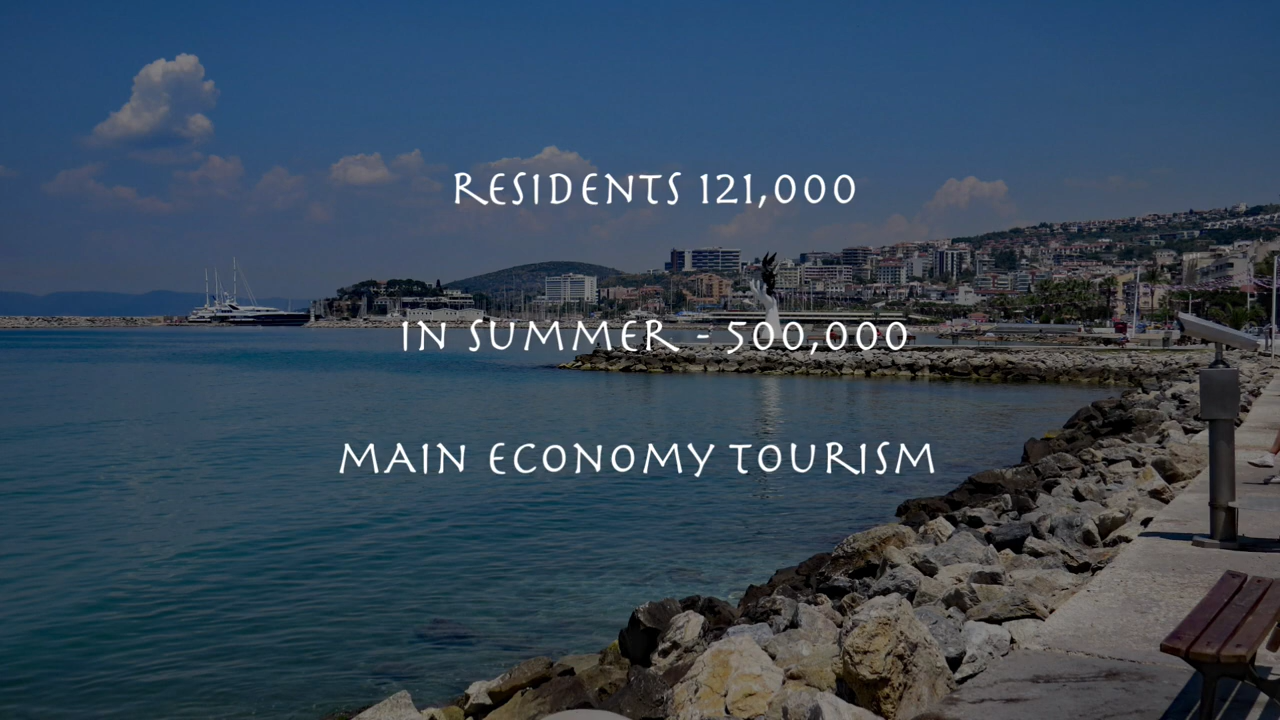 RESIDENTS 121,000
IN SUMMER - 500,000
MAIN ECONOMY TOURISM